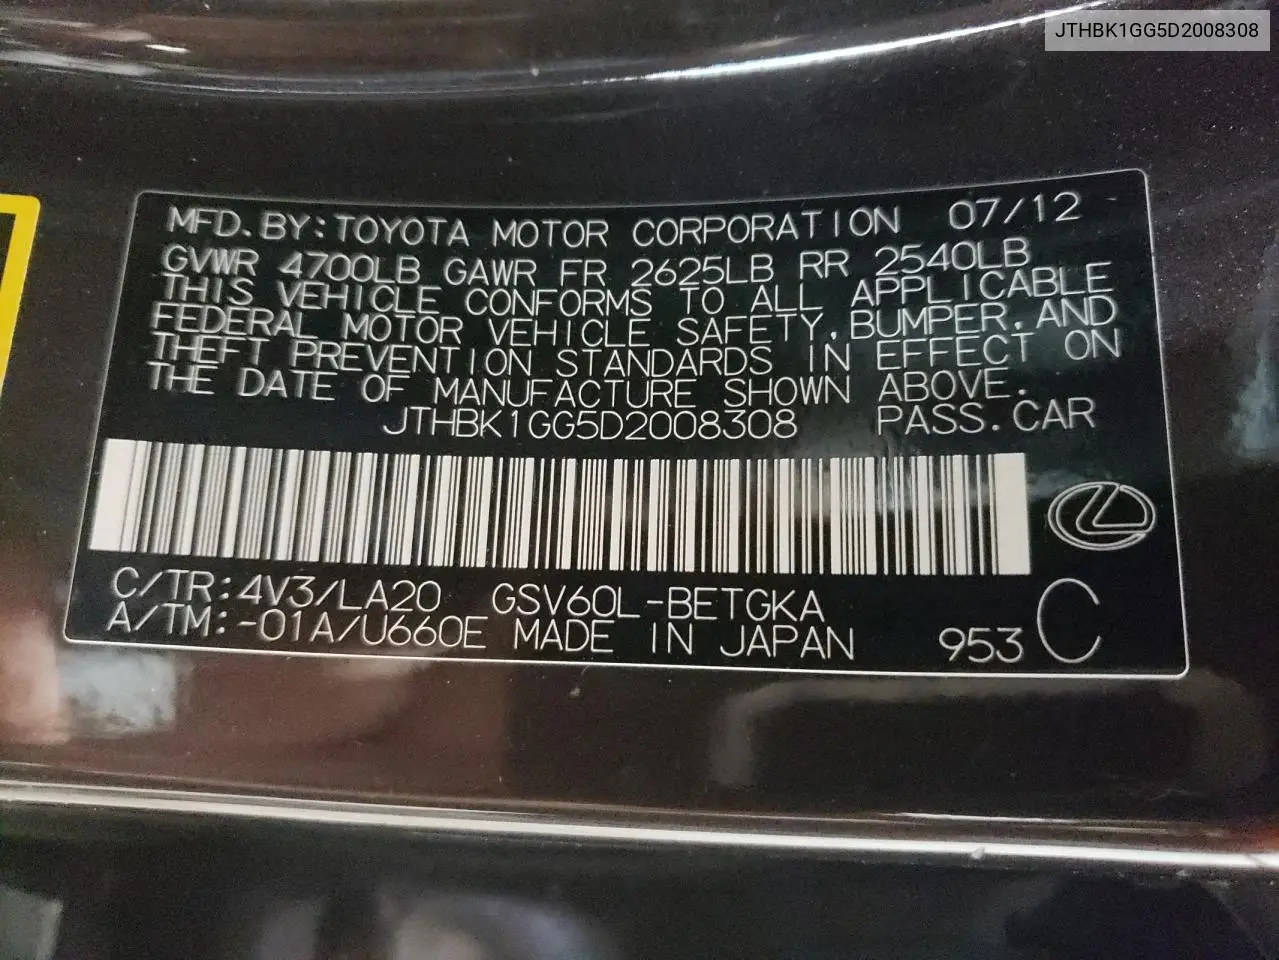 JTHBK1GG5D2008308
MFD.BY:TOYOTA MOTOR CORPORATION 07/12
GVWR 4700LB GAWR FR 2625LB RR 2540LB
THIS VEHICLE CONFORMS TO ALL APPLICABLE
FEDERAL MOTOR VEHICLE SAFETY,BUMPER,AND
THEFT PREVENTION STANDARDS IN EFFECT ON
THE DATE OF MANUFACTURE SHOWN ABOVE.
JTHBK1GG5D2008308 PASS.CAR
C/TR:4V3/LA20 GSV60L-BETGKA
A/TM:-01A/U660E MADE IN JAPAN 953 C